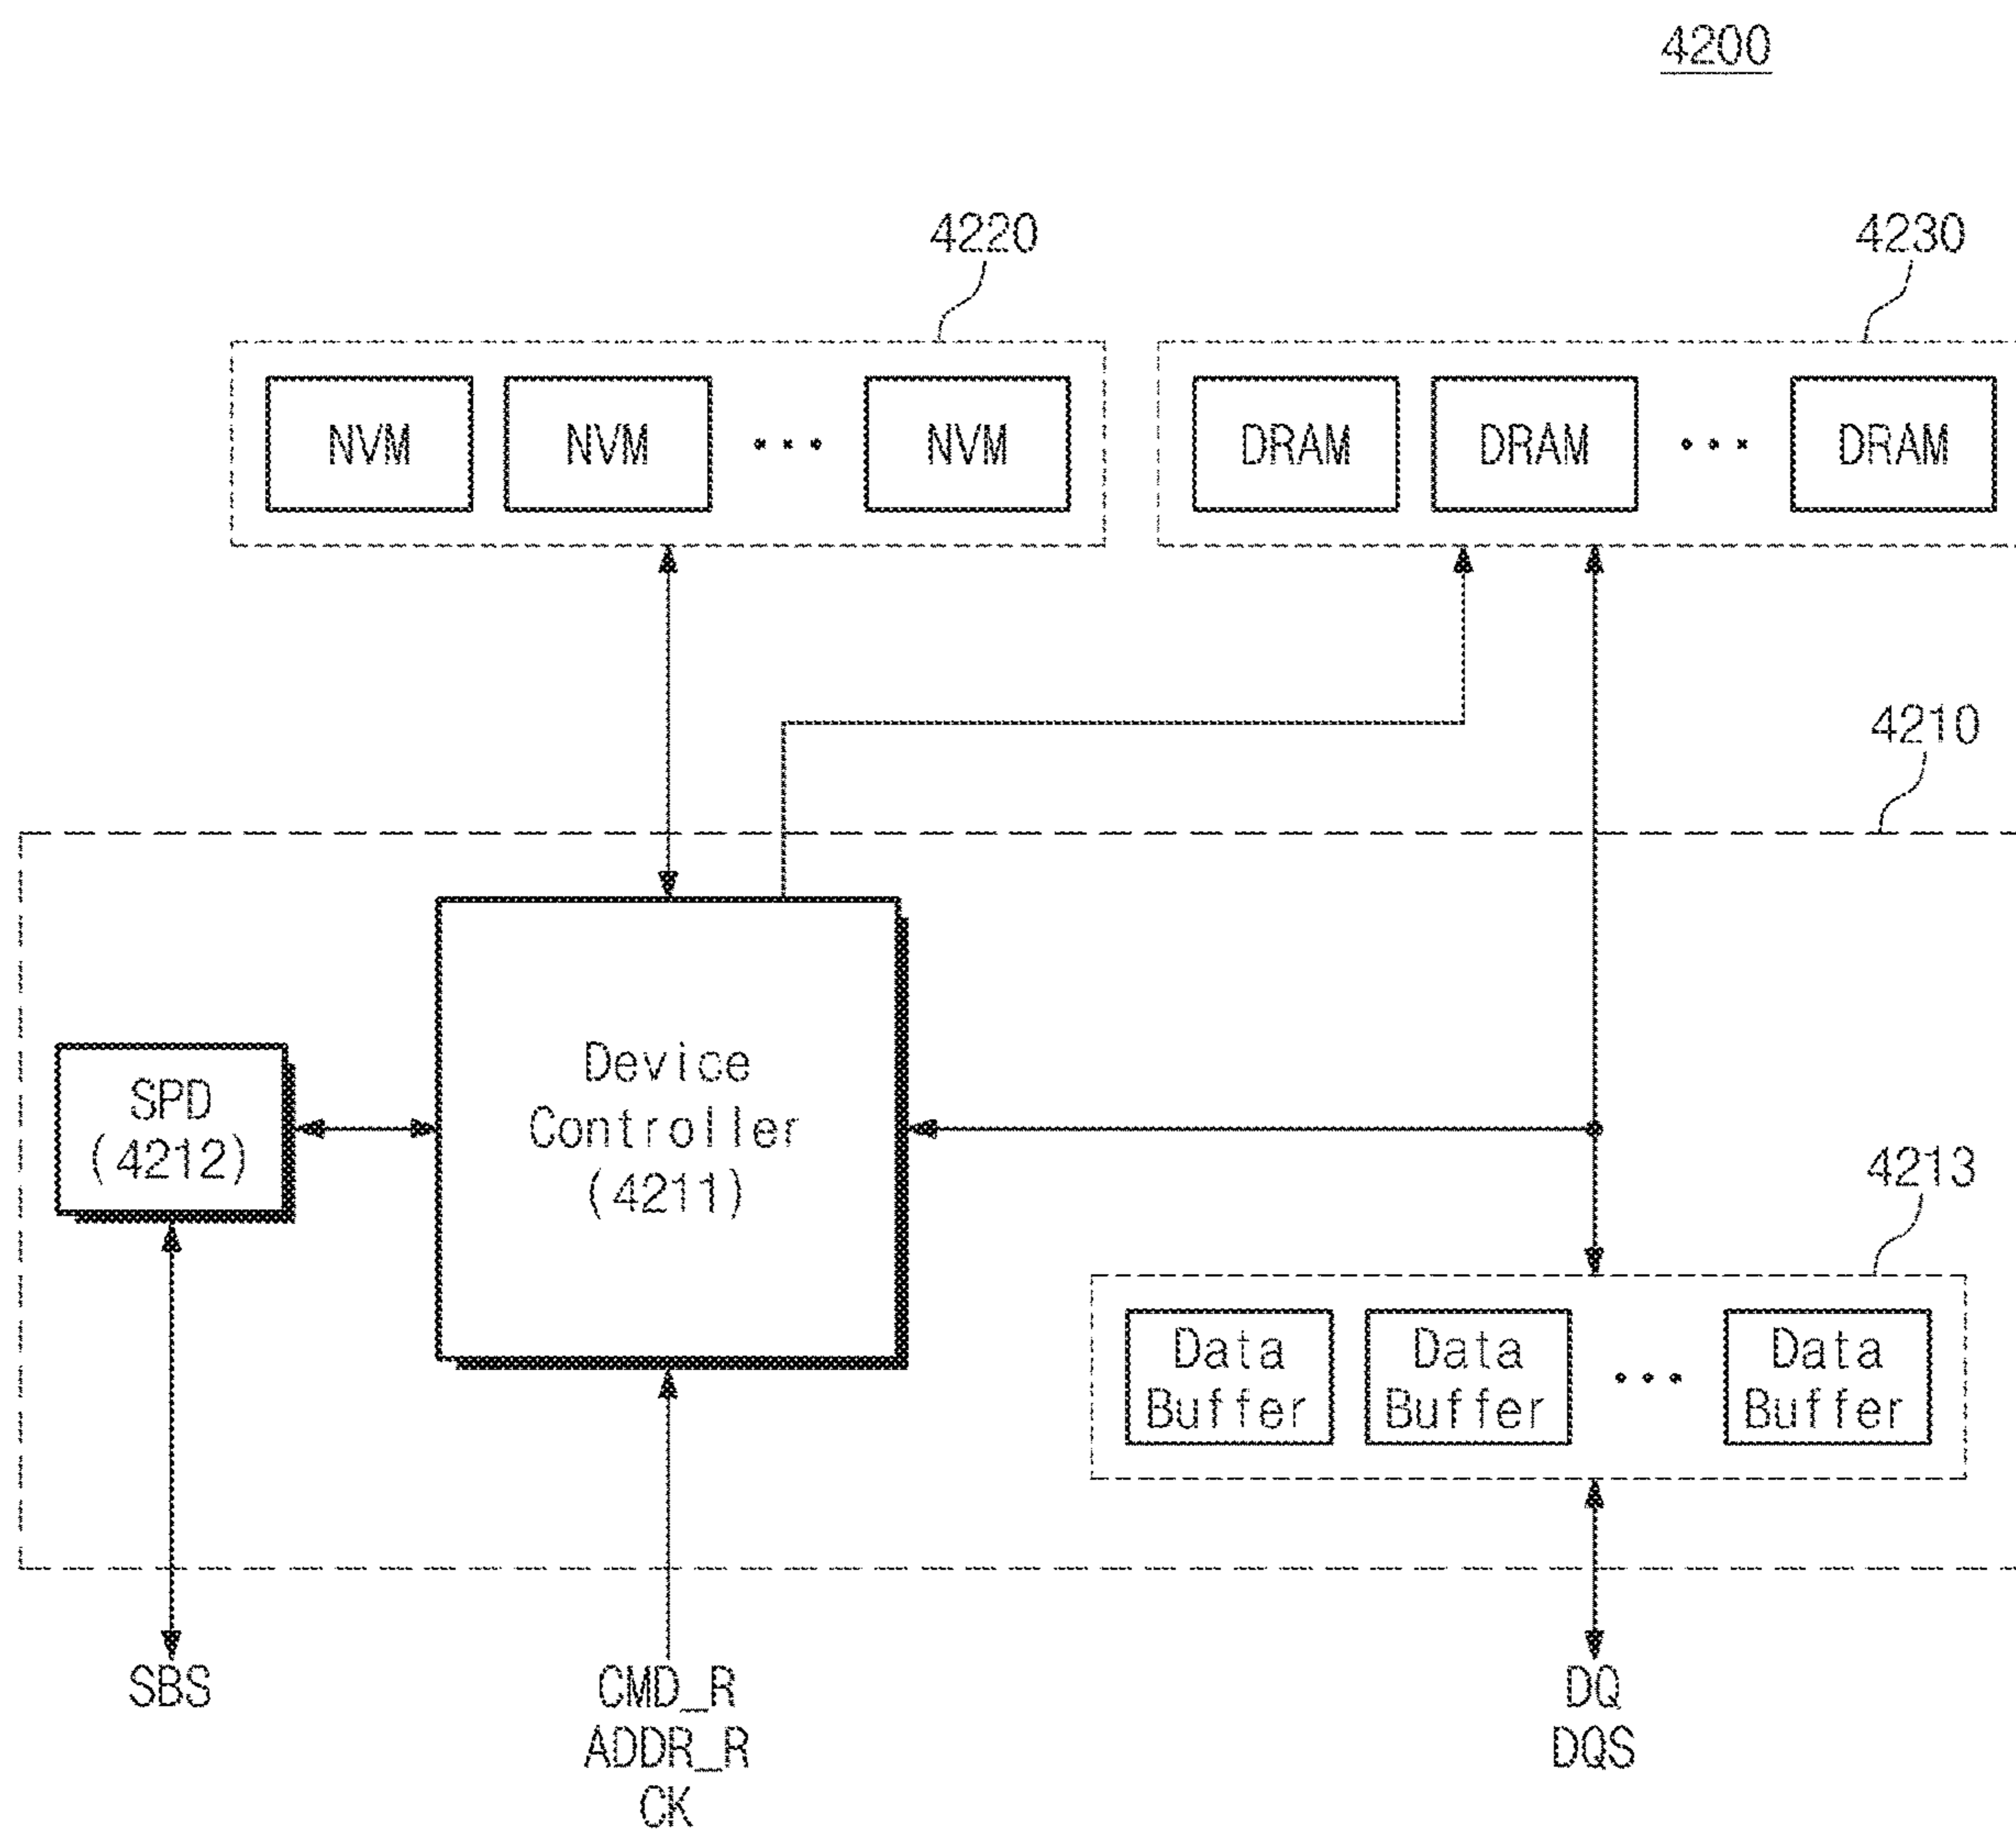 4200
4220
4230
NVM
NVM
NVM
DRAM
DRAM
DRAM
4210
Device
Controller
(4211)
SPD
(4212)
4213
Data
Buffer
Data
Buffer
Data
Buffer
SBS
CMD_R
ADDR_R
CK
DQ
DQS